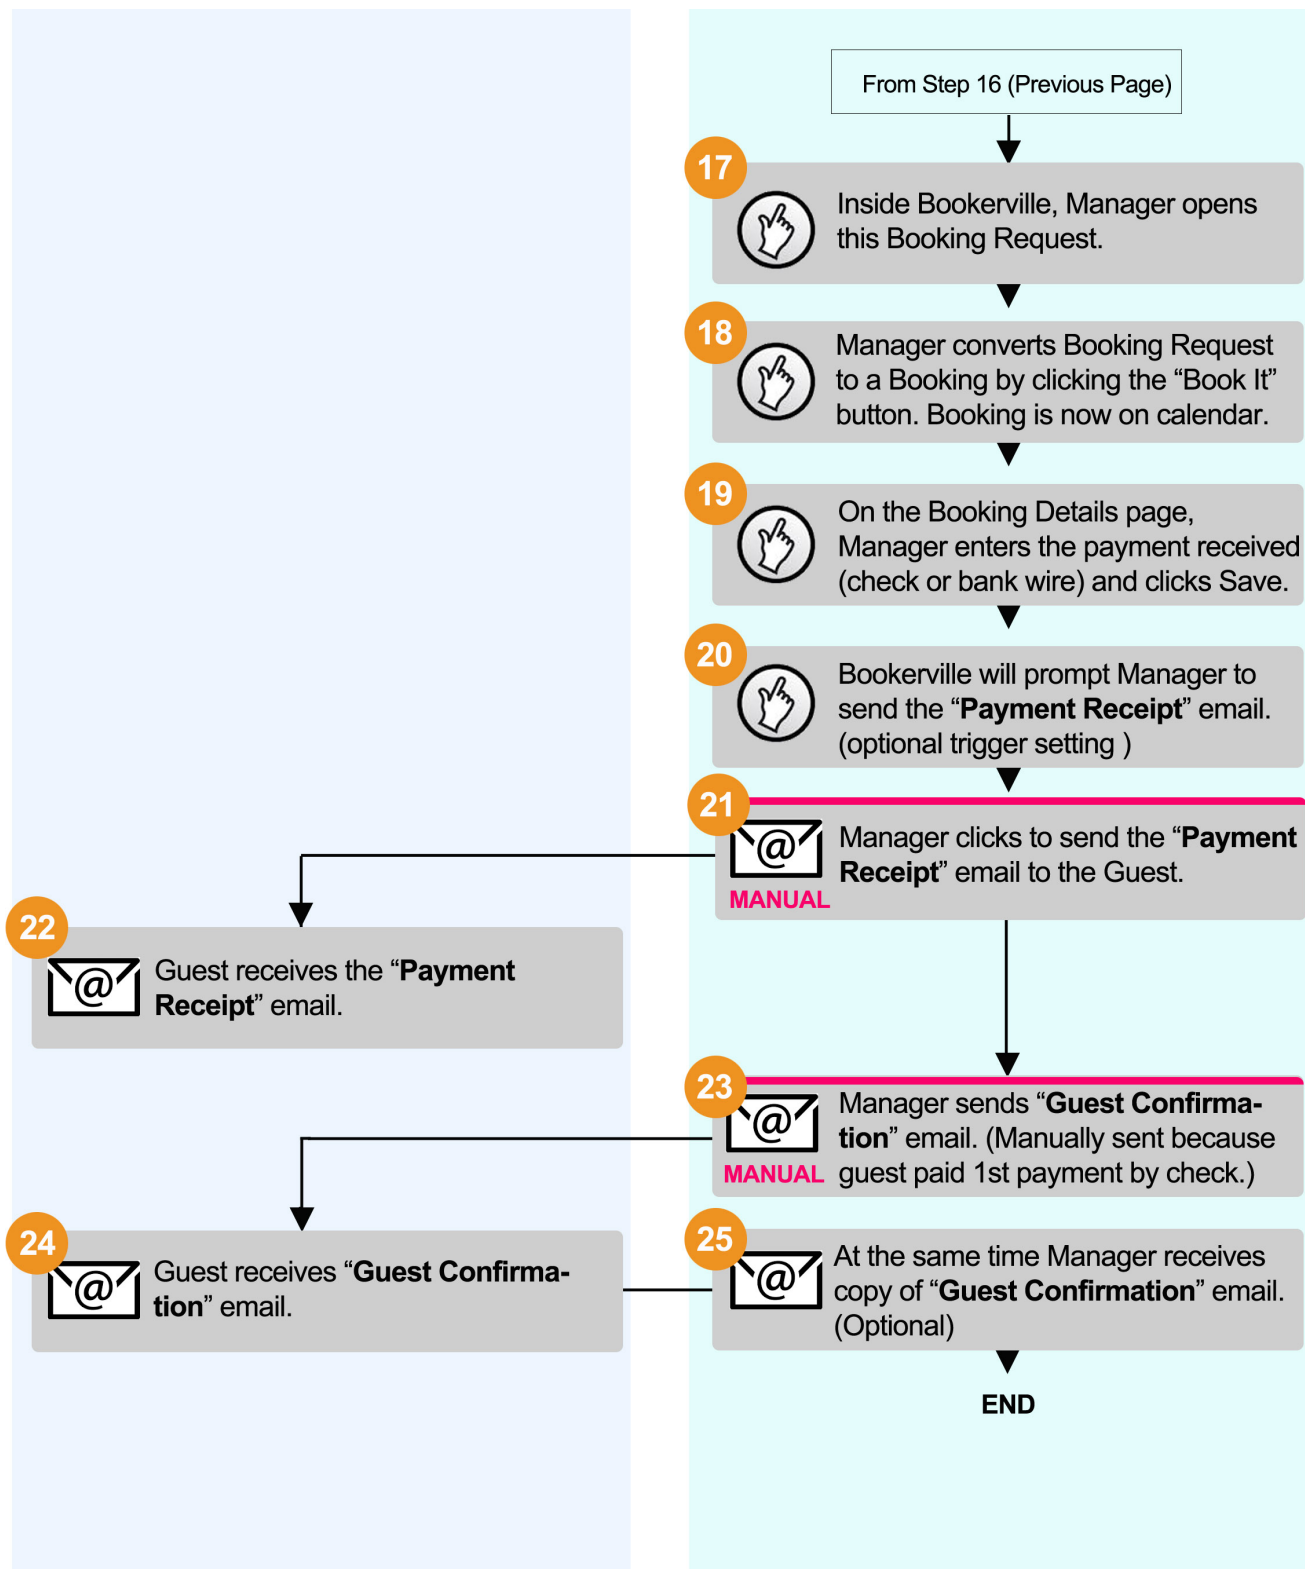 From Step 16 (Previous Page)
17
Inside Bookerville, Manager opens
this Booking Request.
18
Manager converts Booking Request
to a Booking by clicking the “Book It”
button. Booking is now on calendar.
19
On the Booking Details page,
Manager enters the payment received
(check or bank wire) and clicks Save.
20
Bookerville will prompt Manager to
send the “Payment Receipt” email.
(optional trigger setting )
21
@
MANUAL
Manager clicks to send the “Payment
Receipt” email to the Guest.
22
@
Guest receives the “Payment
Receipt” email.
23
@
MANUAL
Manager sends “Guest Confirma-
tion” email. (Manually sent because
guest paid 1st payment by check.)
24
@
Guest receives “Guest Confirma-
tion” email.
25
@
At the same time Manager receives
copy of “Guest Confirmation” email.
(Optional)
END